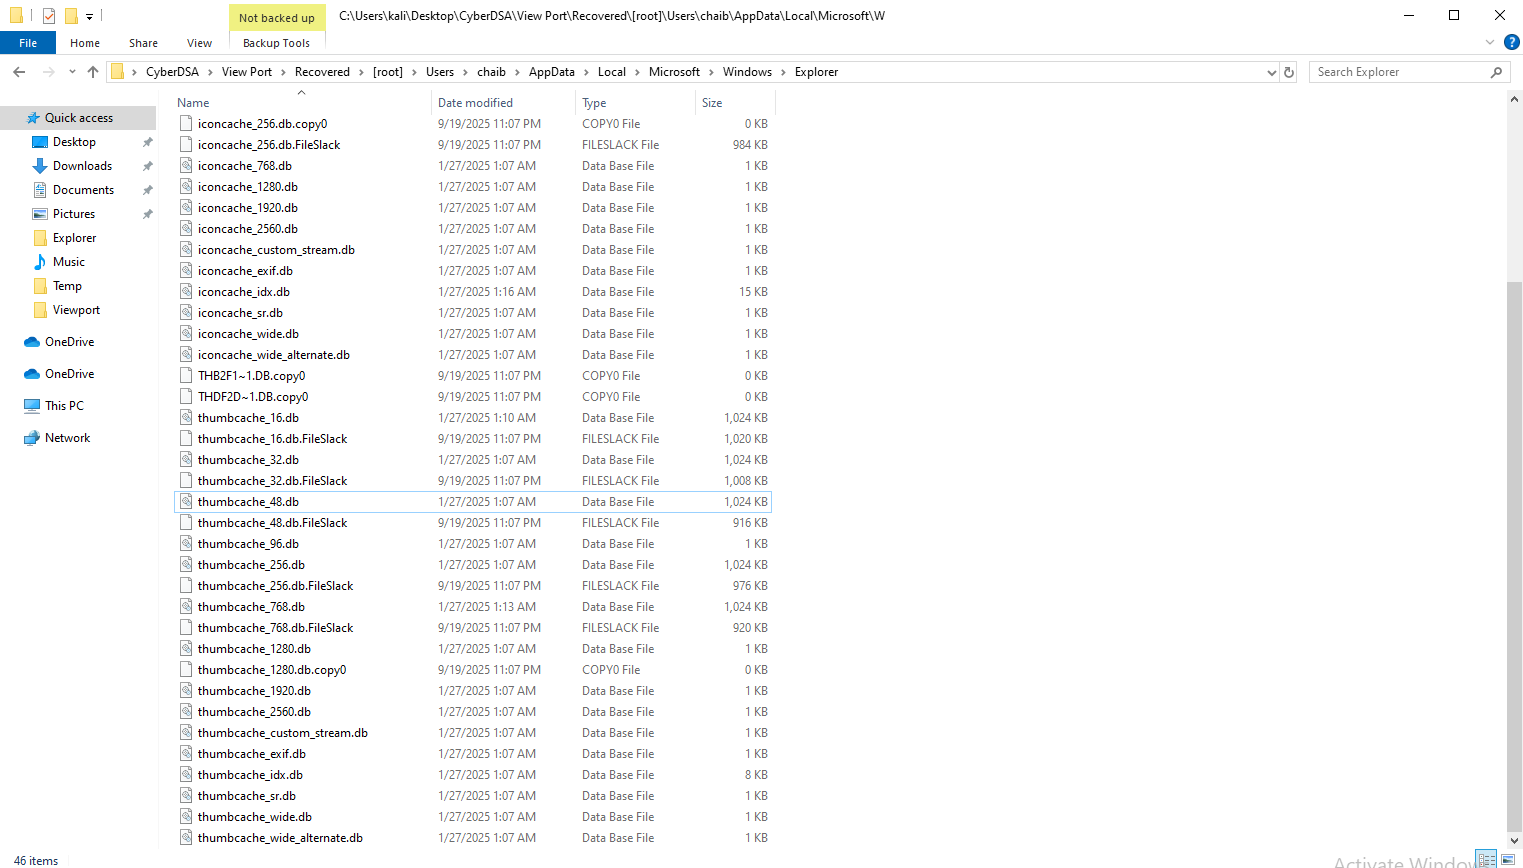 Not backed up
C:\Users\kali\Desktop\CyberDSA\View Port\Recovered\[root]\Users\chaib\AppData\Local\Microsoft\W
File Home Share View Backup Tools
CyberDSA View Port Recovered [root] Users chaib AppData Local Microsoft Windows Explorer
Search Explorer
Quick access
Desktop
Downloads
Documents
Pictures
Explorer
Music
Temp
Viewport
OneDrive
OneDrive
This PC
Network
Name Date modified Type Size
iconcache_256.db.copy0 9/19/2025 11:07 PM COPY0 File 0 KB
iconcache_256.db.FileSlack 9/19/2025 11:07 PM FILESLACK File 984 KB
iconcache_768.db 1/27/2025 1:07 AM Data Base File 1 KB
iconcache_1280.db 1/27/2025 1:07 AM Data Base File 1 KB
iconcache_1920.db 1/27/2025 1:07 AM Data Base File 1 KB
iconcache_2560.db 1/27/2025 1:07 AM Data Base File 1 KB
iconcache_custom_stream.db 1/27/2025 1:07 AM Data Base File 1 KB
iconcache_exif.db 1/27/2025 1:07 AM Data Base File 1 KB
iconcache_idx.db 1/27/2025 1:16 AM Data Base File 15 KB
iconcache_sr.db 1/27/2025 1:07 AM Data Base File 1 KB
iconcache_wide.db 1/27/2025 1:07 AM Data Base File 1 KB
iconcache_wide_alternate.db 1/27/2025 1:07 AM Data Base File 1 KB
THB2F1~1.DB.copy0 9/19/2025 11:07 PM COPY0 File 0 KB
THDF2D~1.DB.copy0 9/19/2025 11:07 PM COPY0 File 0 KB
thumbcache_16.db 1/27/2025 1:10 AM Data Base File 1,024 KB
thumbcache_16.db.FileSlack 9/19/2025 11:07 PM FILESLACK File 1,020 KB
thumbcache_32.db 1/27/2025 1:07 AM Data Base File 1,024 KB
thumbcache_32.db.FileSlack 9/19/2025 11:07 PM FILESLACK File 1,008 KB
thumbcache_48.db 1/27/2025 1:07 AM Data Base File 1,024 KB
thumbcache_48.db.FileSlack 9/19/2025 11:07 PM FILESLACK File 916 KB
thumbcache_96.db 1/27/2025 1:07 AM Data Base File 1 KB
thumbcache_256.db 1/27/2025 1:07 AM Data Base File 1,024 KB
thumbcache_256.db.FileSlack 9/19/2025 11:07 PM FILESLACK File 976 KB
thumbcache_768.db 1/27/2025 1:13 AM Data Base File 1,024 KB
thumbcache_768.db.FileSlack 9/19/2025 11:07 PM FILESLACK File 920 KB
thumbcache_1280.db 1/27/2025 1:07 AM Data Base File 1 KB
thumbcache_1280.db.copy0 9/19/2025 11:07 PM COPY0 File 0 KB
thumbcache_1920.db 1/27/2025 1:07 AM Data Base File 1 KB
thumbcache_2560.db 1/27/2025 1:07 AM Data Base File 1 KB
thumbcache_custom_stream.db 1/27/2025 1:07 AM Data Base File 1 KB
thumbcache_exif.db 1/27/2025 1:07 AM Data Base File 1 KB
thumbcache_idx.db 1/27/2025 1:07 AM Data Base File 8 KB
thumbcache_sr.db 1/27/2025 1:07 AM Data Base File 1 KB
thumbcache_wide.db 1/27/2025 1:07 AM Data Base File 1 KB
thumbcache_wide_alternate.db 1/27/2025 1:07 AM Data Base File 1 KB
46 items
Activate Window